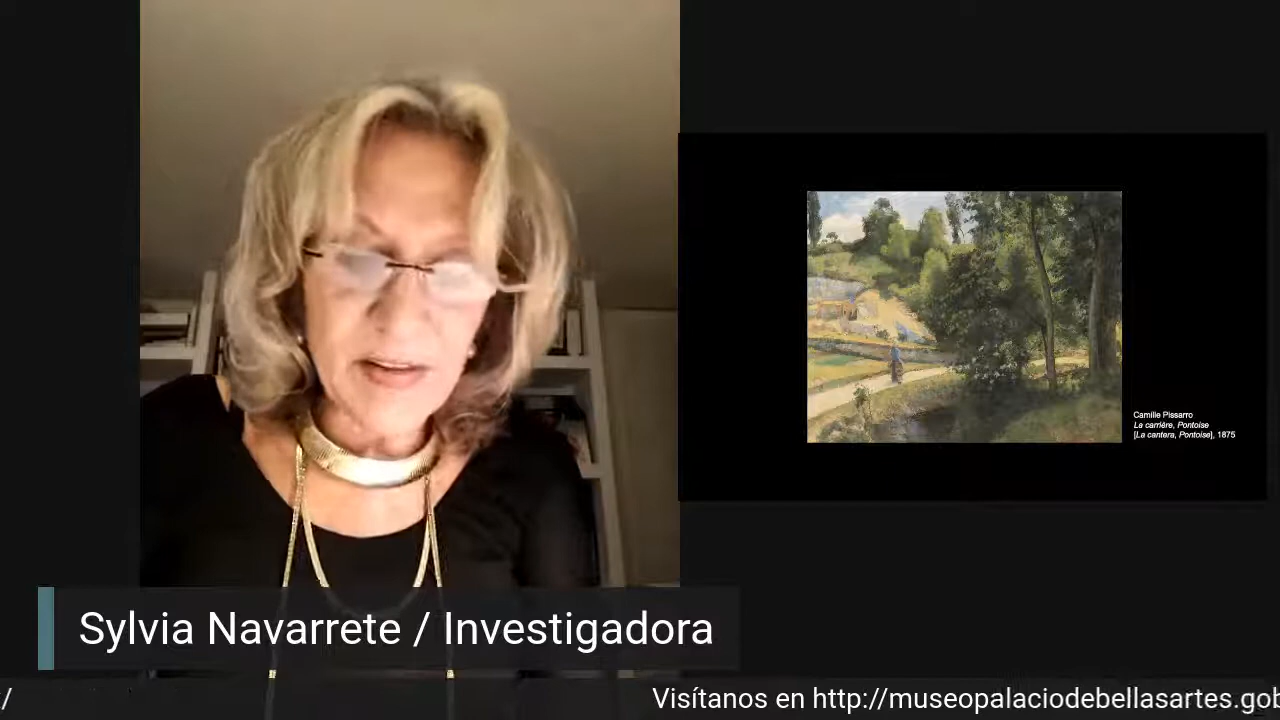 Camille Pissarro
La carrière, Pontoise
[La cantera, Pontoise], 1875
Sylvia Navarrete / Investigadora
/
Visítanos en http://museopalaciodebellasartes.gob